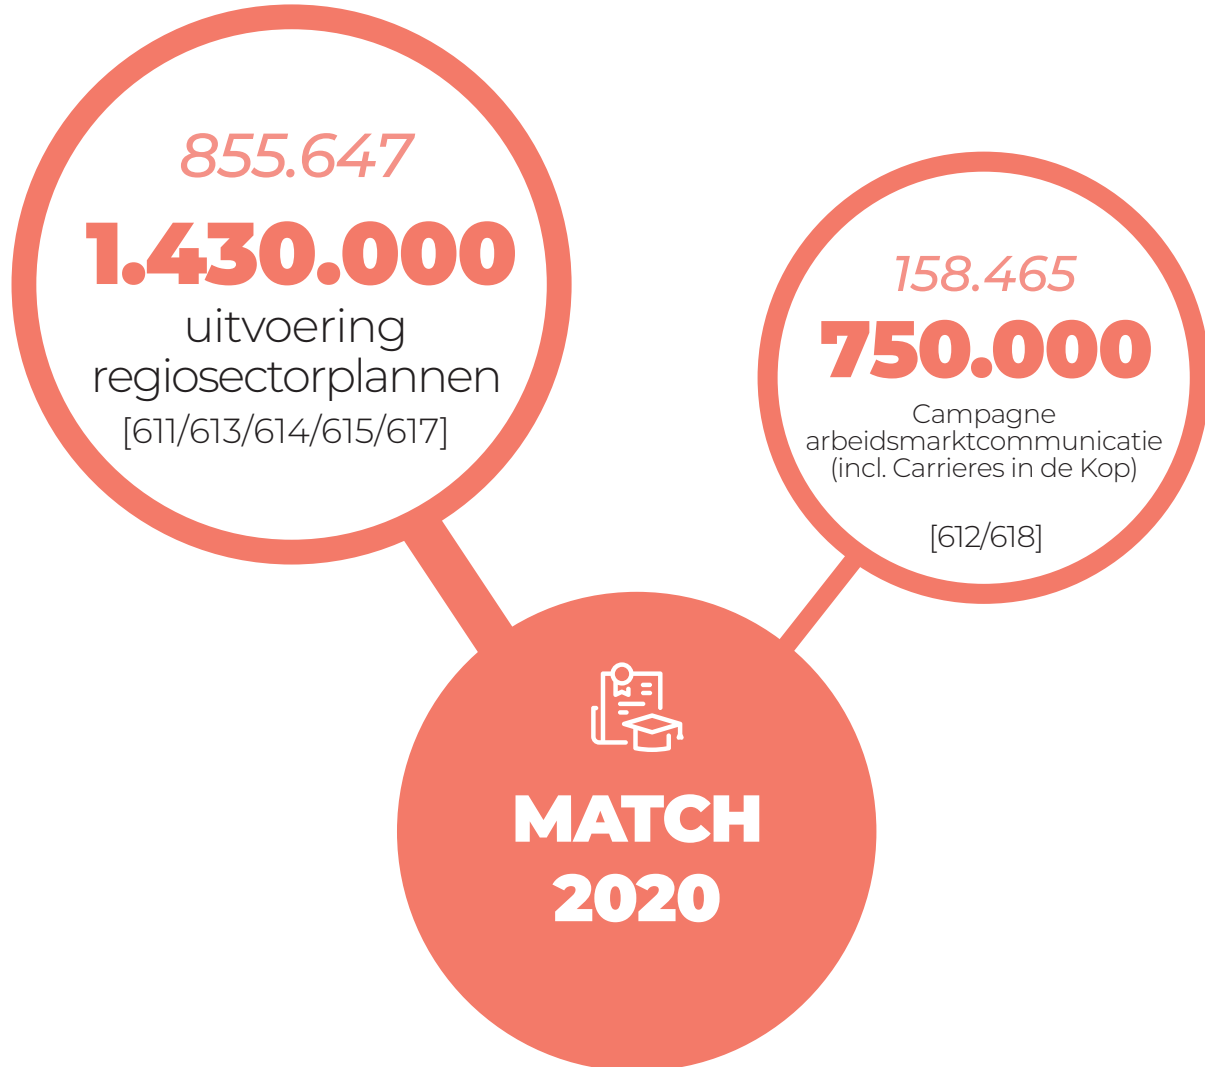 855.647
1.430.000
uitvoering
regiosectorplannen
[611/613/614/615/617]
158.465
750.000
Campagne
arbeidsmarktcommunicatie
(incl. Carrieres in de Kop)
[612/618]
MATCH
2020